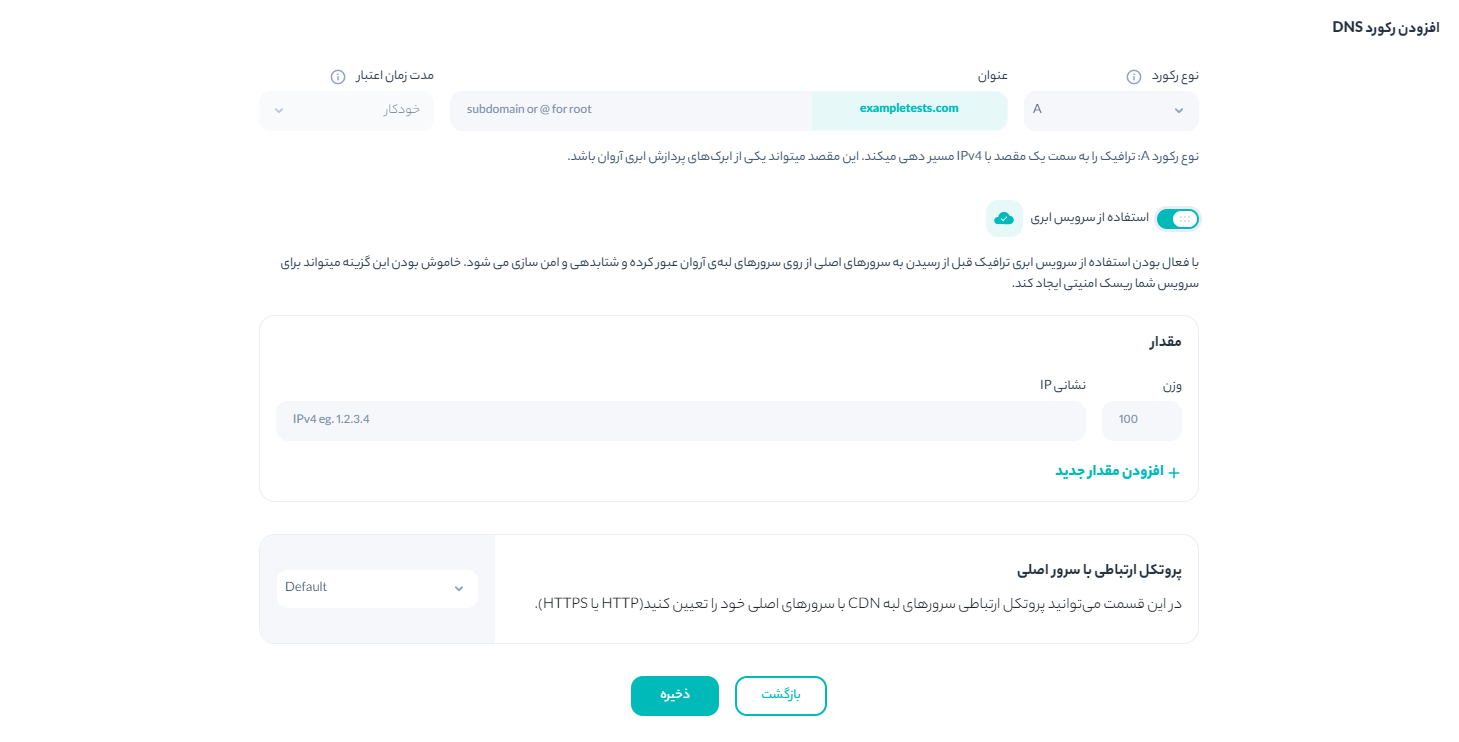 افزودن رکورد DNS
نوع رکورد
عنوان
مدت زمان اعتبار
A
exampletests.com
subdomain or @ for root
خودکار
نوع رکورد A: ترافیک را به سمت یک مقصد با IPv4 مسیر دهی میکند. این مقصد میتواند یکی از ابرک‌های پردازش ابری آروان باشد.
استفاده از سرویس ابری
با فعال بودن استفاده از سرویس ابری ترافیک قبل از رسیدن به سرورهای اصلی از روی سرورهای لبه‌ی آروان عبور کرده و شتابدهی و امن سازی می شود. خاموش بودن این گزینه میتواند برای
سرویس شما ریسک امنیتی ایجاد کند.
مقدار
وزن
نشانی IP
100
IPv4 eg. 1.2.3.4
+ افزودن مقدار جدید
پروتکل ارتباطی با سرور اصلی
در این قسمت می‌توانید پروتکل ارتباطی سرورهای لبه CDN با سرورهای اصلی خود را تعیین کنید(HTTP یا HTTPS).
Default
بازگشت
ذخیره